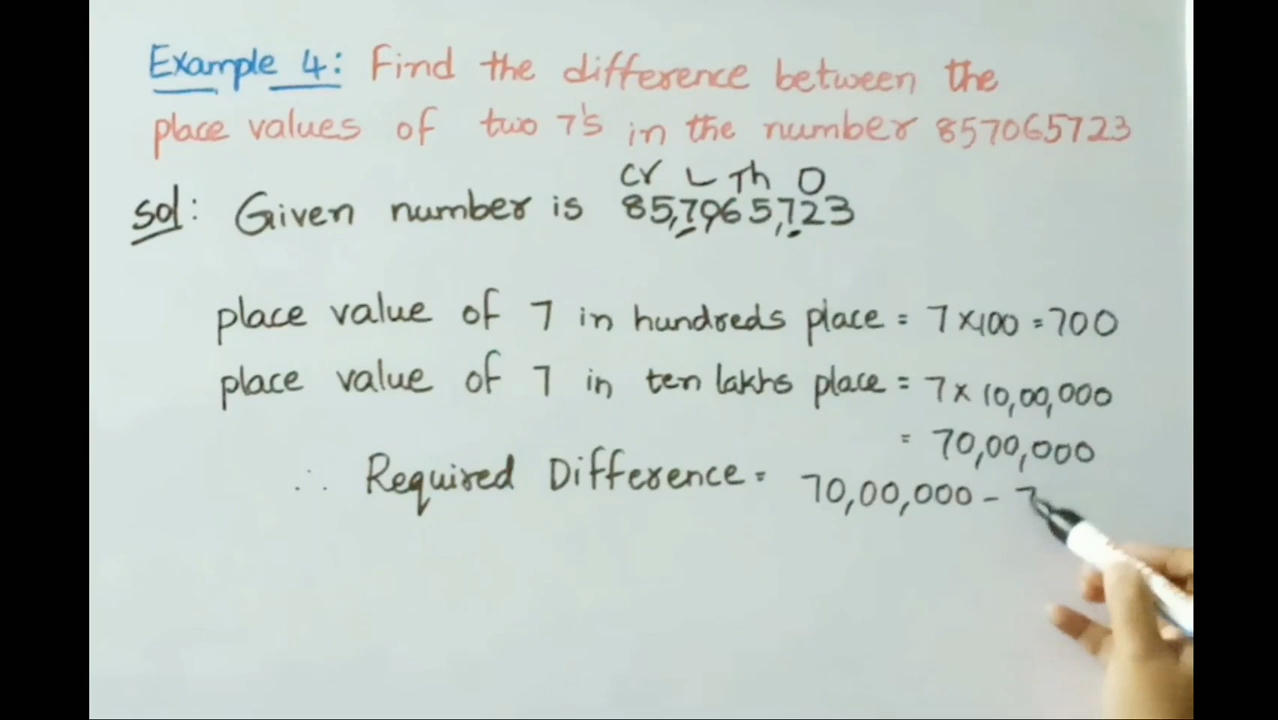 Example 4: Find the difference between the
place values of two 7's in the number 857065723
Cr L Th O
Sol: Given number is 85,7965,723
place value of 7 in hundreds place = 7 × 100 = 700
place value of 7 in ten lakhs place = 7 × 10,00,000
= 70,00,000
∴ Required Difference = 70,00,000 - 7